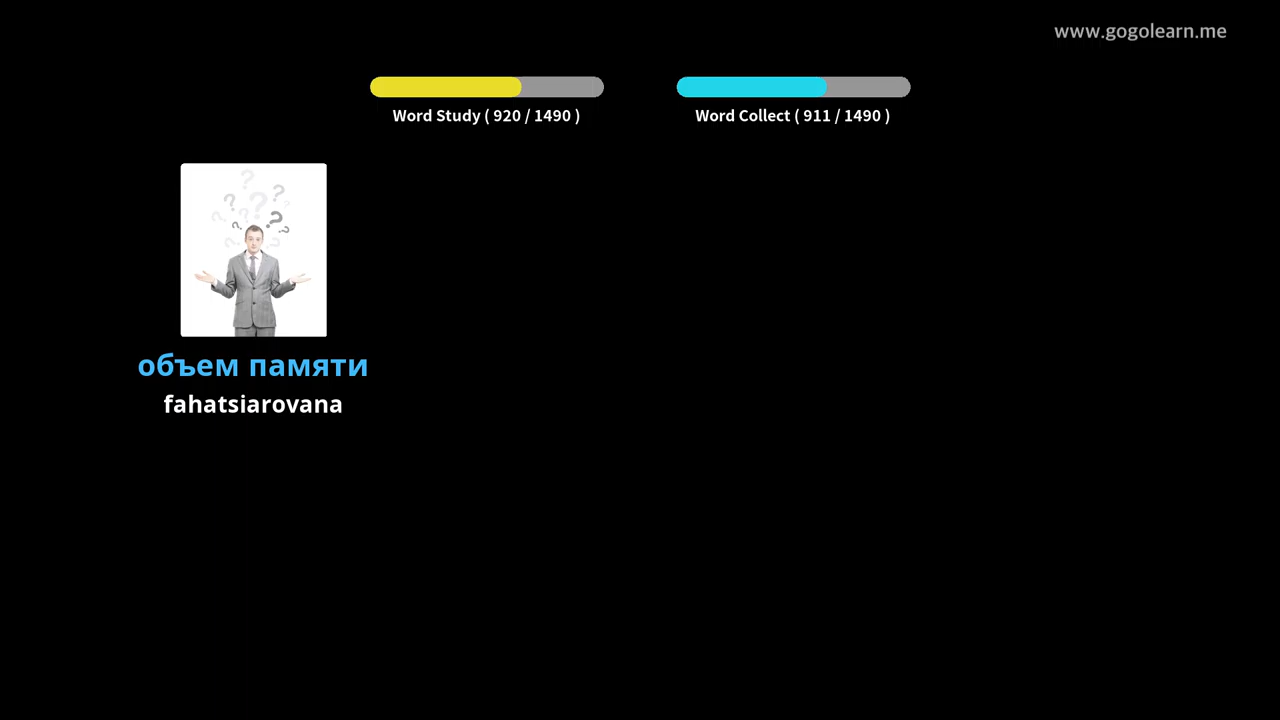 www.gogolearn.me
Word Study ( 920 / 1490 )
Word Collect ( 911 / 1490 )
объем памяти
fahatsiarovana